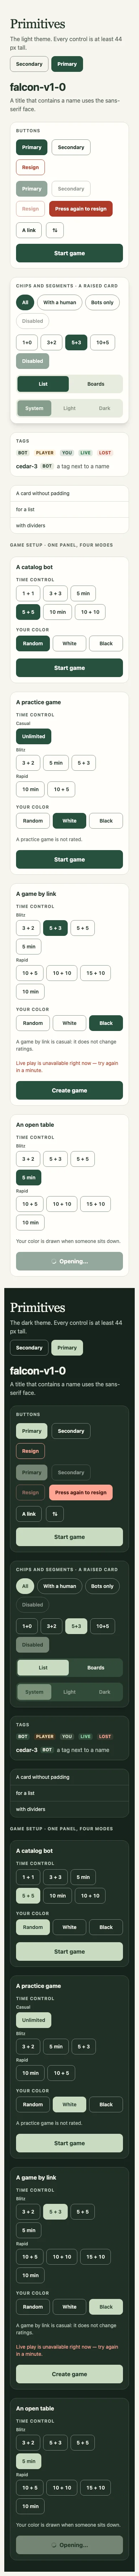 Primitives
The light theme. Every control is at least 44
px tall.
Secondary Primary
falcon-v1-0
A title that contains a name uses the sans-
serif face.
BUTTONS
Primary Secondary
Resign
Primary Secondary
Resign Press again to resign
A link
Start game
CHIPS AND SEGMENTS · A RAISED CARD
All With a human Bots only
Disabled
1+0 3+2 5+3 10+5
Disabled
List Boards
System Light Dark
TAGS
BOT PLAYER YOU LIVE LOST
cedar-3 BOT a tag next to a name
A card without padding
for a list
with dividers
GAME SETUP · ONE PANEL, FOUR MODES
A catalog bot
TIME CONTROL
1 + 1 3 + 3 5 min
5 + 5 10 min 10 + 10
YOUR COLOR
Random White Black
Start game
A practice game
TIME CONTROL
Casual
Unlimited
Blitz
3 + 2 5 min 5 + 3
Rapid
10 min 10 + 5
YOUR COLOR
Random White Black
A practice game is not rated.
Start game
A game by link
TIME CONTROL
Blitz
3 + 2 5 + 3 5 + 5
5 min
Rapid
10 + 5 10 + 10 15 + 10
10 min
YOUR COLOR
Random White Black
A game by link is casual: it does not change
ratings.
Live play is unavailable right now — try again
in a minute.
Create game
An open table
TIME CONTROL
Blitz
3 + 2 5 + 3 5 + 5
5 min
Rapid
10 + 5 10 + 10 15 + 10
10 min
Your color is drawn when someone sits down.
Opening...
Primitives
The dark theme. Every control is at least 44
px tall.
Secondary Primary
falcon-v1-0
A title that contains a name uses the sans-
serif face.
BUTTONS
Primary Secondary
Resign
Primary Secondary
Resign Press again to resign
A link
Start game
CHIPS AND SEGMENTS · A RAISED CARD
All With a human Bots only
Disabled
1+0 3+2 5+3 10+5
Disabled
List Boards
System Light Dark
TAGS
BOT PLAYER YOU LIVE LOST
cedar-3 BOT a tag next to a name
A card without padding
for a list
with dividers
GAME SETUP · ONE PANEL, FOUR MODES
A catalog bot
TIME CONTROL
1 + 1 3 + 3 5 min
5 + 5 10 min 10 + 10
YOUR COLOR
Random White Black
Start game
A practice game
TIME CONTROL
Casual
Unlimited
Blitz
3 + 2 5 min 5 + 3
Rapid
10 min 10 + 5
YOUR COLOR
Random White Black
A practice game is not rated.
Start game
A game by link
TIME CONTROL
Blitz
3 + 2 5 + 3 5 + 5
5 min
Rapid
10 + 5 10 + 10 15 + 10
10 min
YOUR COLOR
Random White Black
A game by link is casual: it does not change
ratings.
Live play is unavailable right now — try again
in a minute.
Create game
An open table
TIME CONTROL
Blitz
3 + 2 5 + 3 5 + 5
5 min
Rapid
10 + 5 10 + 10 15 + 10
10 min
Your color is drawn when someone sits down.
Opening...